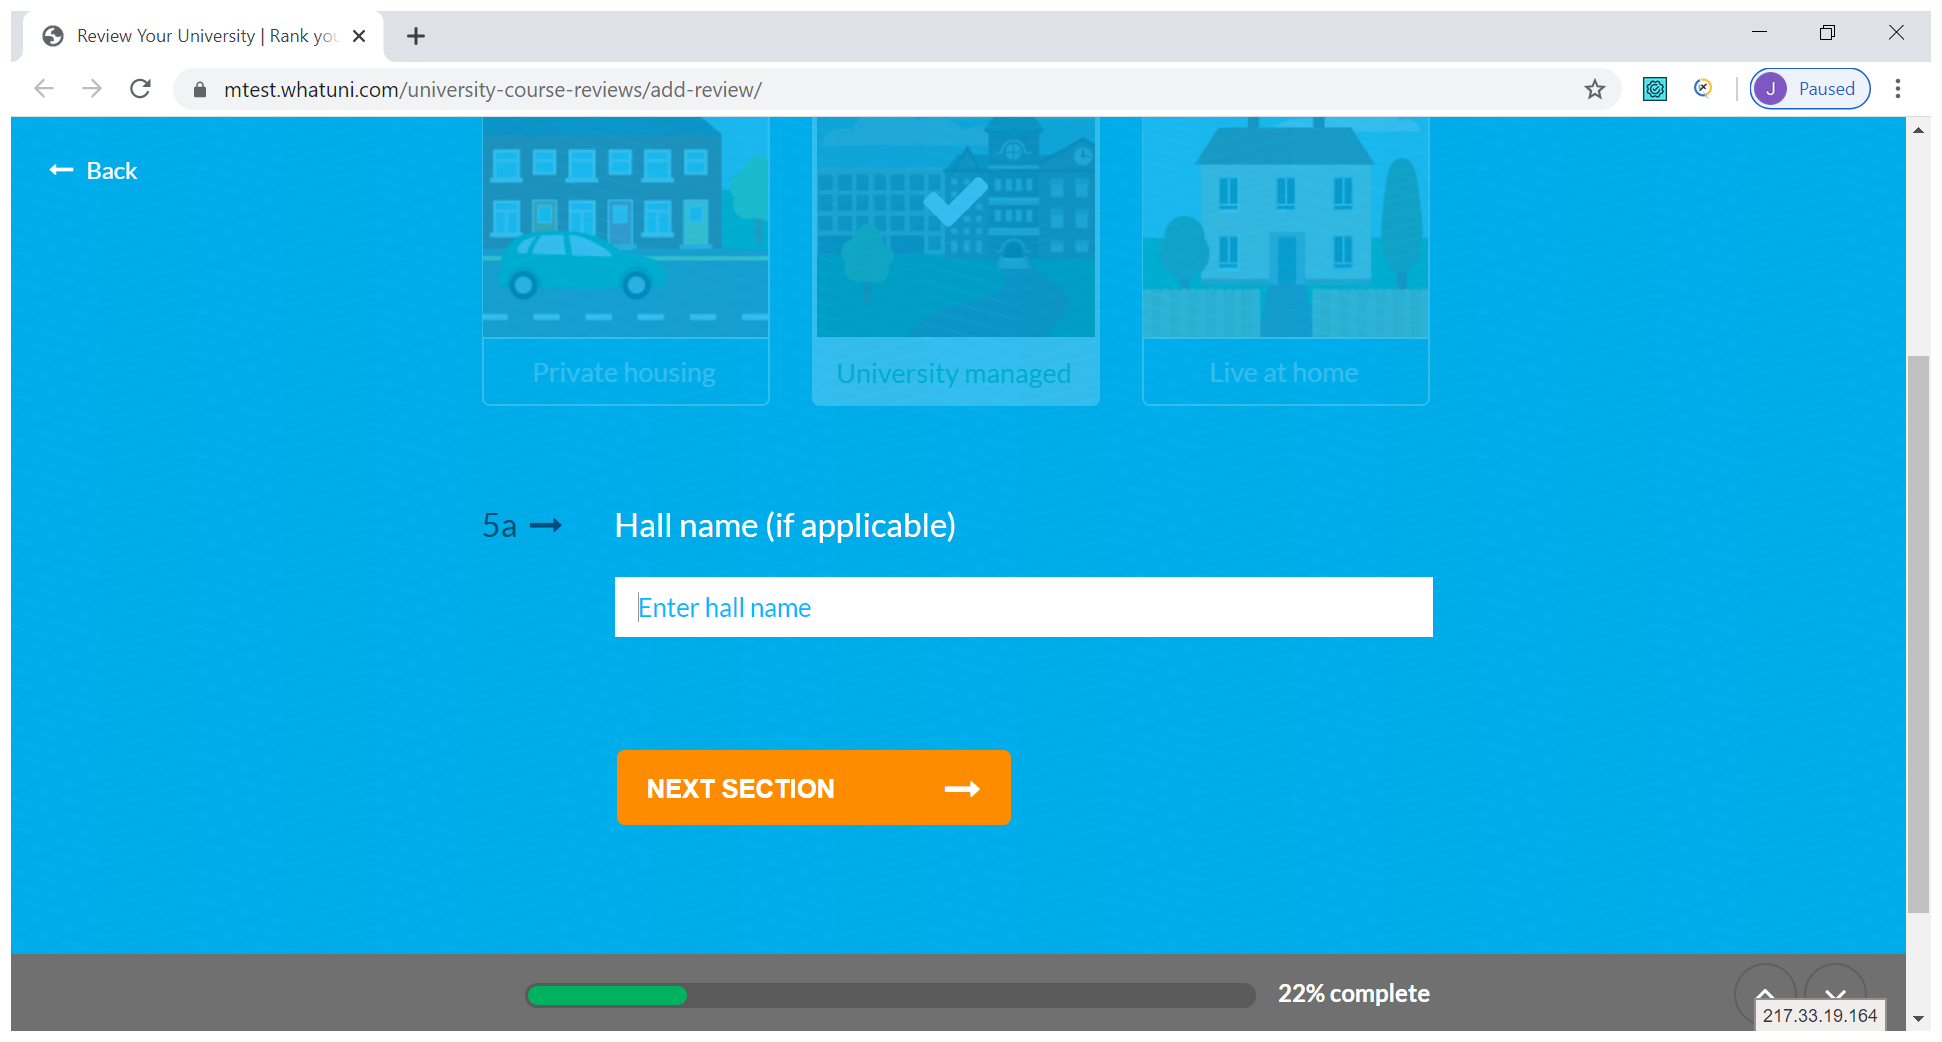 Review Your University | Rank you
mtest.whatuni.com/university-course-reviews/add-review/
J
Paused
Back
Private housing
University managed
Live at home
5a
Hall name (if applicable)
Enter hall name
NEXT SECTION
22% complete
217.33.19.164